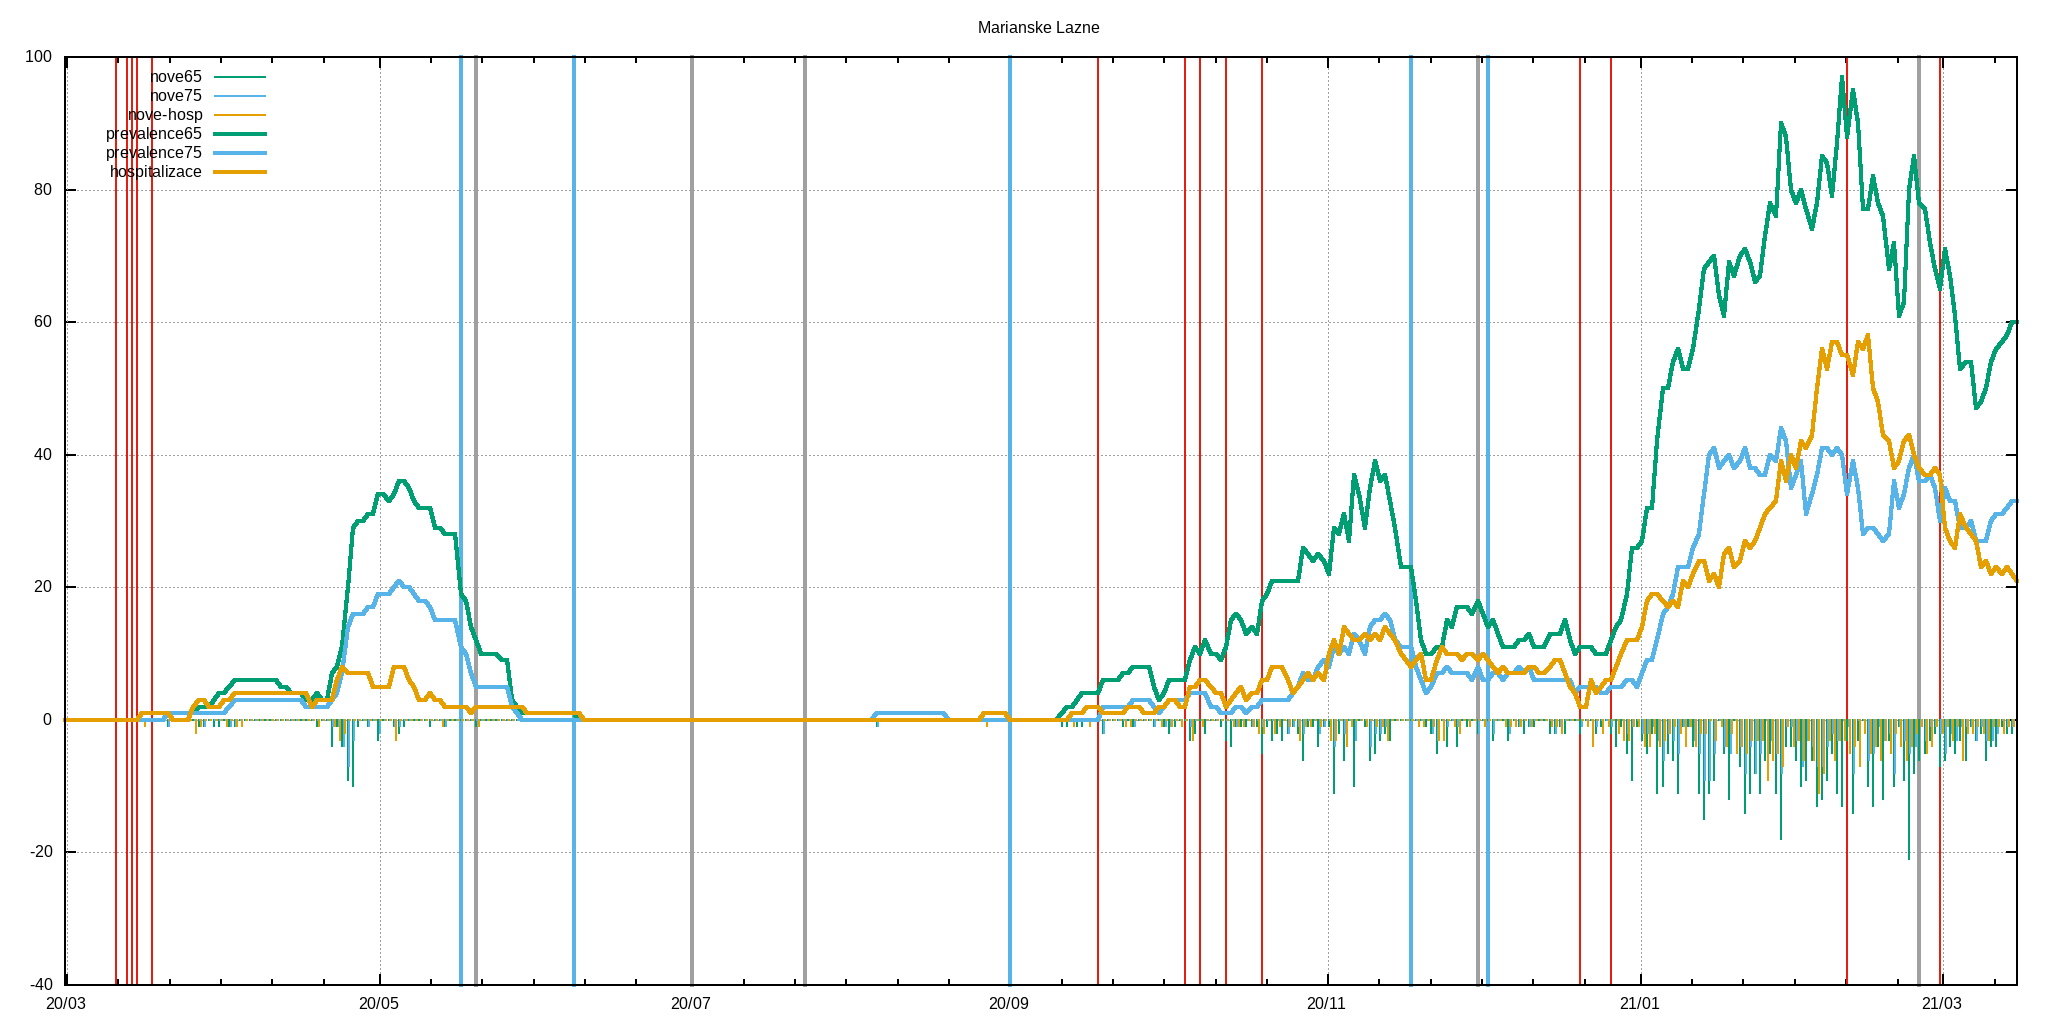 Marianske Lazne
100
80
60
40
20
0
-20
-40
nove65
nove75
nove-hosp
prevalence65
prevalence75
hospitalizace
20/03 20/05 20/07 20/09 20/11 21/01 21/03